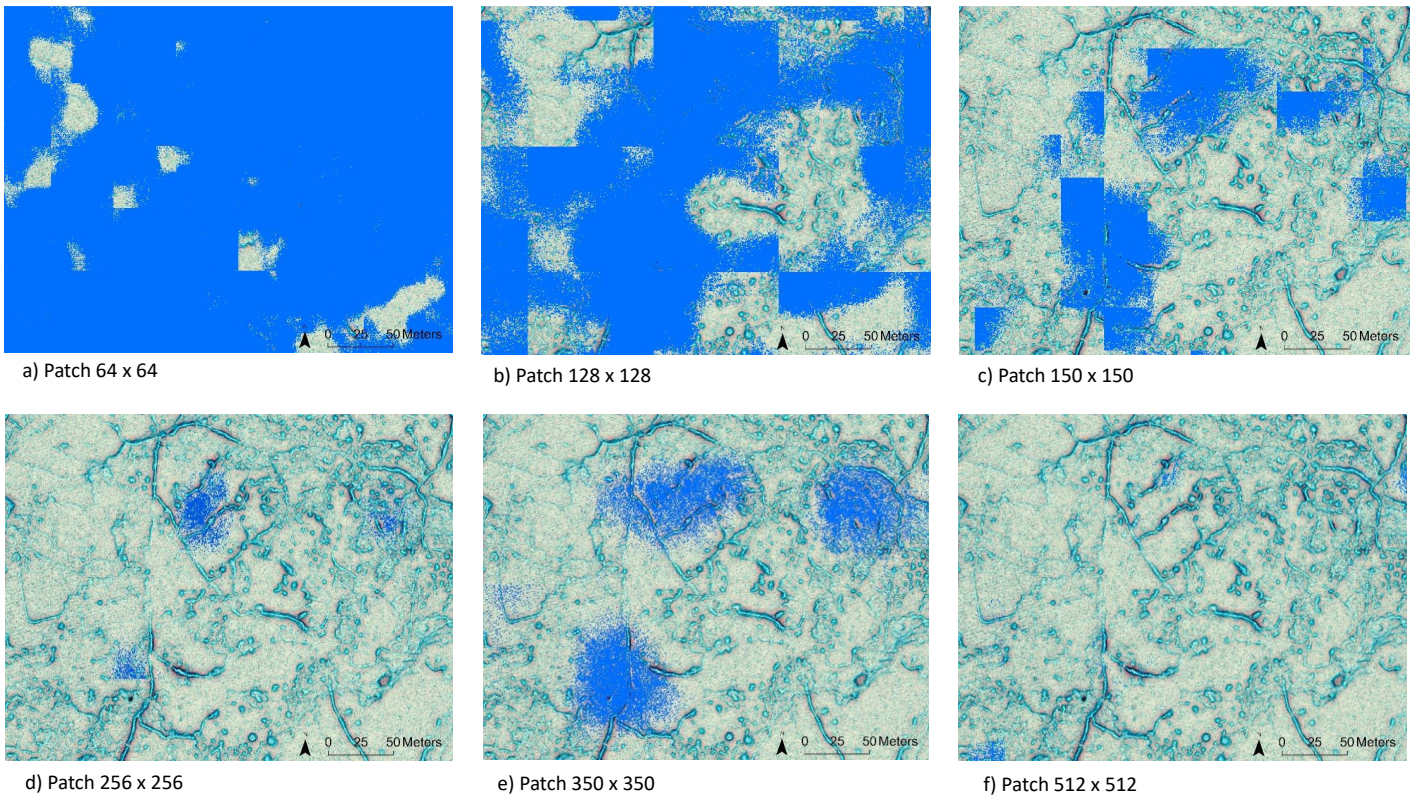 0 25 50 Meters
0 25 50 Meters
0 25 50 Meters
a) Patch 64 x 64
b) Patch 128 x 128
c) Patch 150 x 150
0 25 50 Meters
0 25 50 Meters
0 25 50 Meters
d) Patch 256 x 256
e) Patch 350 x 350
f) Patch 512 x 512